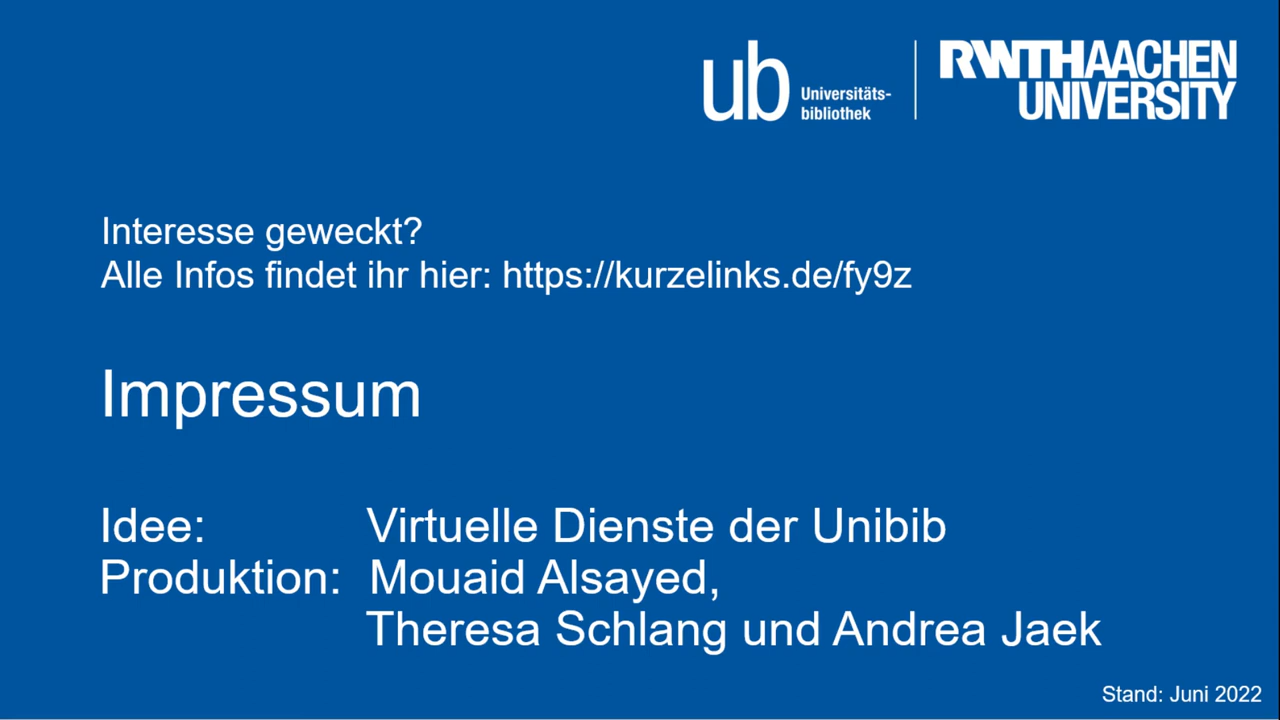 ub Universitäts-
bibliothek
RWTHAACHEN
UNIVERSITY
Interesse geweckt?
Alle Infos findet ihr hier: https://kurzelinks.de/fy9z
Impressum
Idee: Virtuelle Dienste der Unibib
Produktion: Mouaid Alsayed,
Theresa Schlang und Andrea Jaek
Stand: Juni 2022